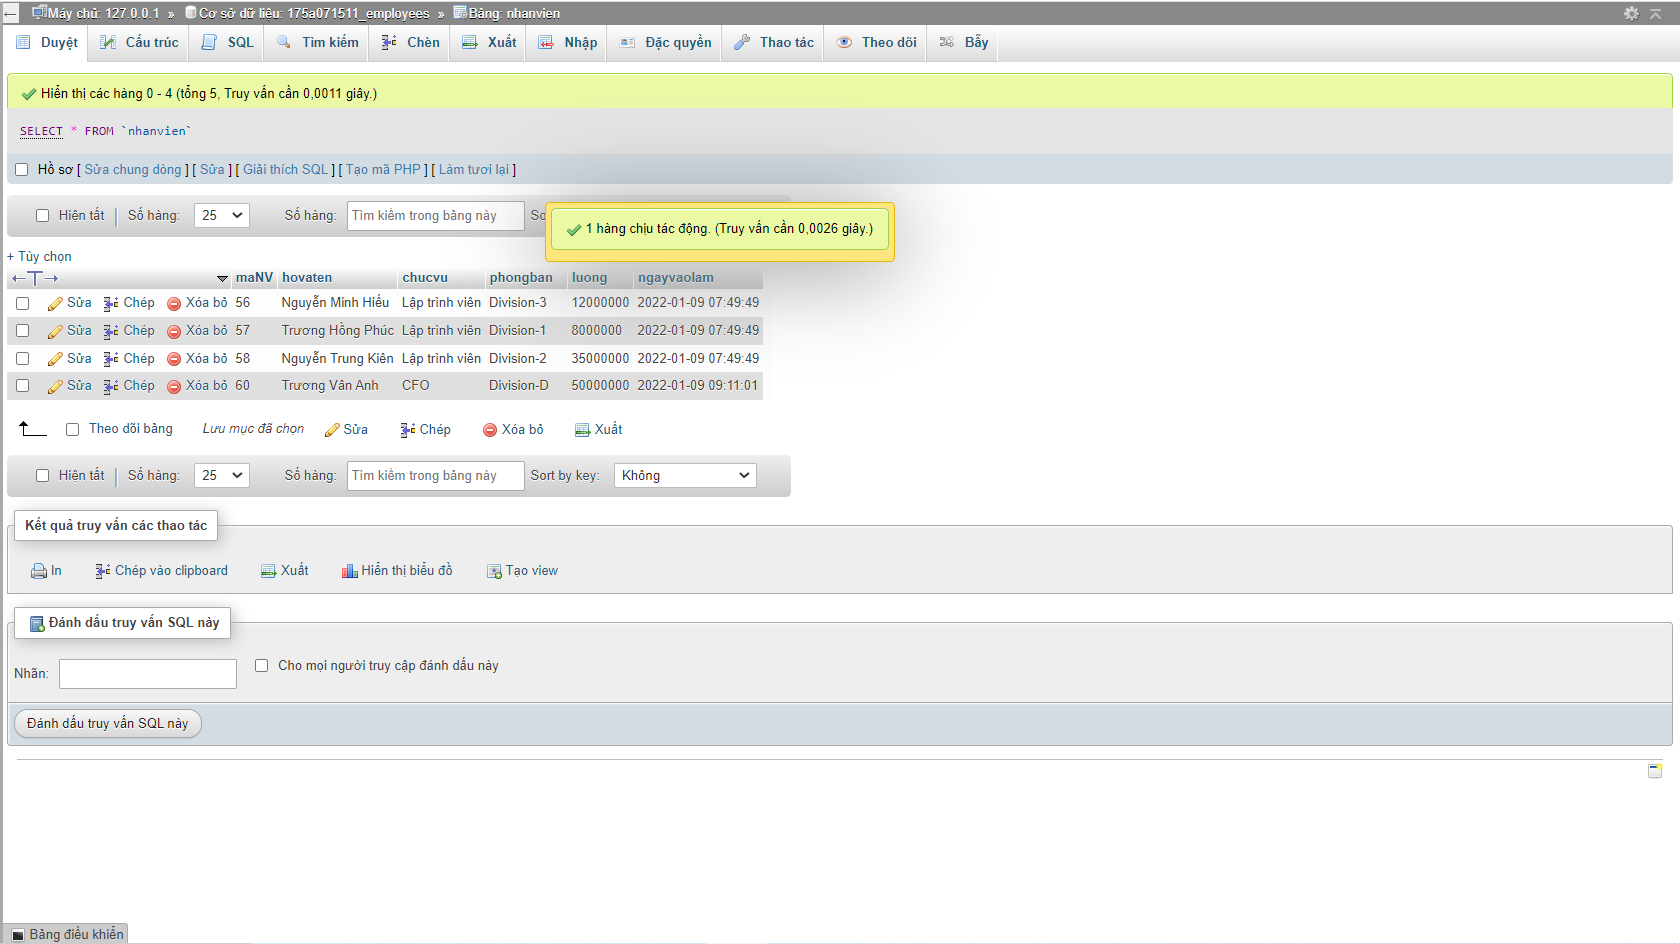 Máy chủ: 127.0.0.1 » Cơ sở dữ liệu: 175a071511_employees » Bảng: nhanvien
Duyệt Cấu trúc SQL Tìm kiếm Chèn Xuất Nhập Đặc quyền Thao tác Theo dõi Bẫy
Hiển thị các hàng 0 - 4 (tổng 5, Truy vấn cần 0,0011 giây.)
SELECT * FROM `nhanvien`
Hồ sơ [ Sửa chung dòng ] [ Sửa ] [ Giải thích SQL ] [ Tạo mã PHP ] [ Làm tươi lại ]
Hiện tất Số hàng: 25 Số hàng: Tìm kiếm trong bảng này So
1 hàng chịu tác động. (Truy vấn cần 0,0026 giây.)
+ Tùy chọn
←T→ maNV hovaten chucvu phongban luong ngayvaolam
Sửa Chép Xóa bỏ 56 Nguyễn Minh Hiếu Lập trình viên Division-3 12000000 2022-01-09 07:49:49
Sửa Chép Xóa bỏ 57 Trương Hồng Phúc Lập trình viên Division-1 8000000 2022-01-09 07:49:49
Sửa Chép Xóa bỏ 58 Nguyễn Trung Kiên Lập trình viên Division-2 35000000 2022-01-09 07:49:49
Sửa Chép Xóa bỏ 60 Trương Vân Anh CFO Division-D 50000000 2022-01-09 09:11:01
Theo dõi bảng Lưu mục đã chọn Sửa Chép Xóa bỏ Xuất
Hiện tất Số hàng: 25 Số hàng: Tìm kiếm trong bảng này Sort by key: Không
Kết quả truy vấn các thao tác
In Chép vào clipboard Xuất Hiển thị biểu đồ Tạo view
Đánh dấu truy vấn SQL này
Nhãn: Cho mọi người truy cập đánh dấu này
Đánh dấu truy vấn SQL này
Bảng điều khiển